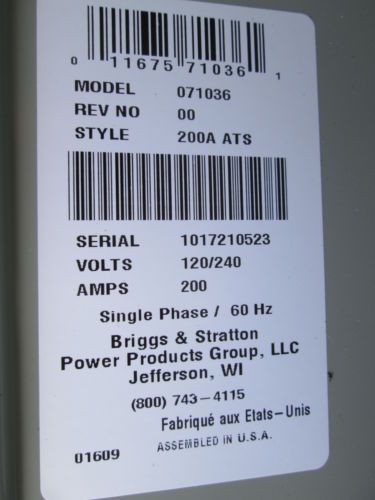 0 11675 71036 1
MODEL 071036
REV NO 00
STYLE 200A ATS
SERIAL 1017210523
VOLTS 120/240
AMPS 200
Single Phase / 60 Hz
Briggs & Stratton
Power Products Group, LLC
Jefferson, WI
(800) 743-4115
Fabriqué aux Etats-Unis
01609 ASSEMBLED IN U.S.A.